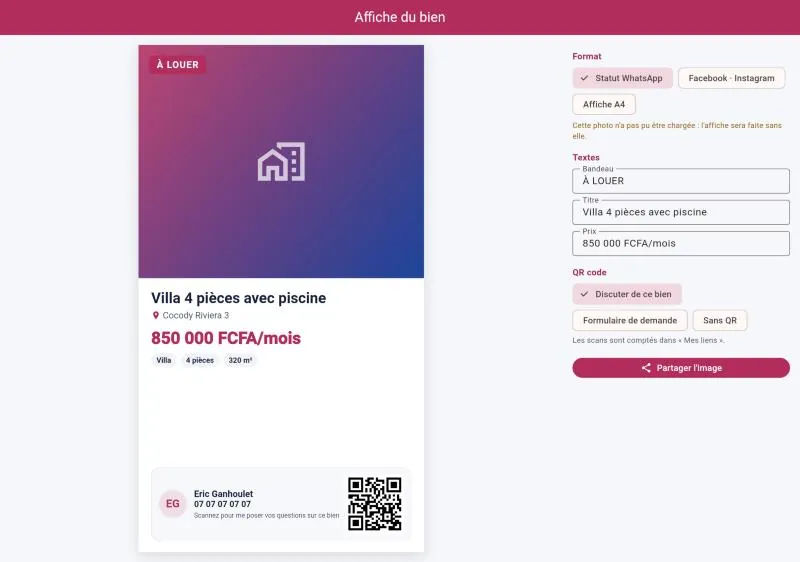 Affiche du bien
À LOUER
Villa 4 pièces avec piscine
Cocody Riviera 3
850 000 FCFA/mois
Villa
4 pièces
320 m²
EG
Eric Ganhoulet
07 07 07 07 07
Scannez pour me poser vos questions sur ce bien
Format
Statut WhatsApp
Facebook · Instagram
Affiche A4
Cette photo n'a pas pu être chargée : l'affiche sera faite sans
elle.
Textes
Bandeau
À LOUER
Titre
Villa 4 pièces avec piscine
Prix
850 000 FCFA/mois
QR code
Discuter de ce bien
Formulaire de demande
Sans QR
Les scans sont comptés dans « Mes liens ».
Partager l'image